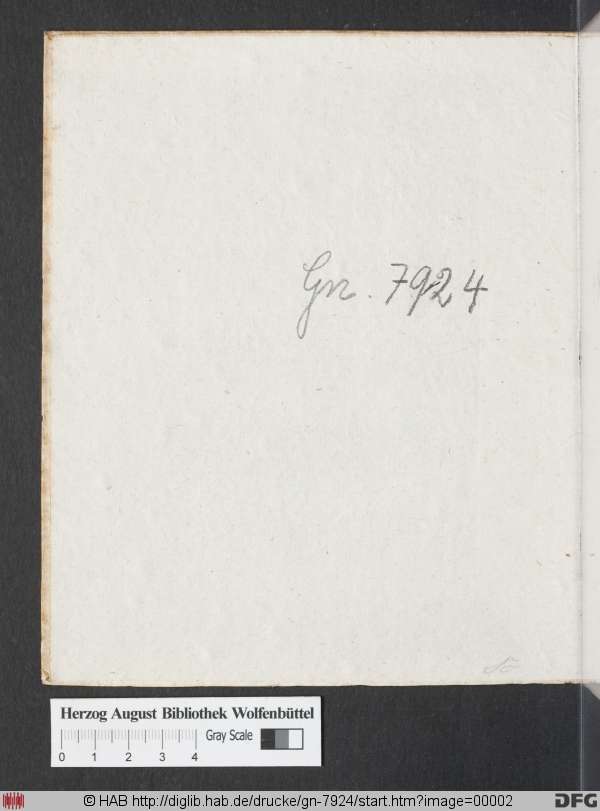 Gn. 7924
Herzog August Bibliothek Wolfenbüttel
0 1 2 3 4 Gray Scale
© HAB http://diglib.hab.de/drucke/gn-7924/start.htm?image=00002
DFG